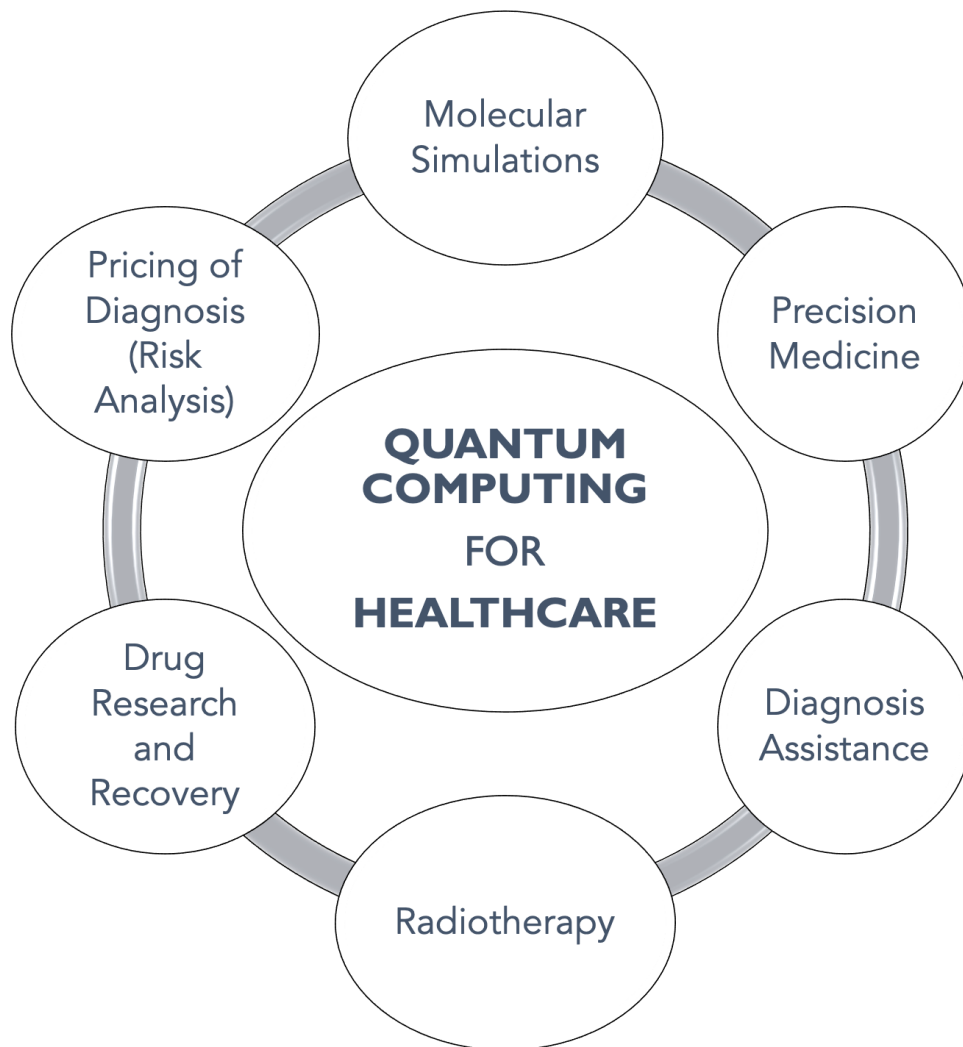 Molecular
Simulations
Precision
Medicine
Diagnosis
Assistance
Radiotherapy
Drug
Research
and
Recovery
Pricing of
Diagnosis
(Risk
Analysis)
QUANTUM
COMPUTING
FOR
HEALTHCARE